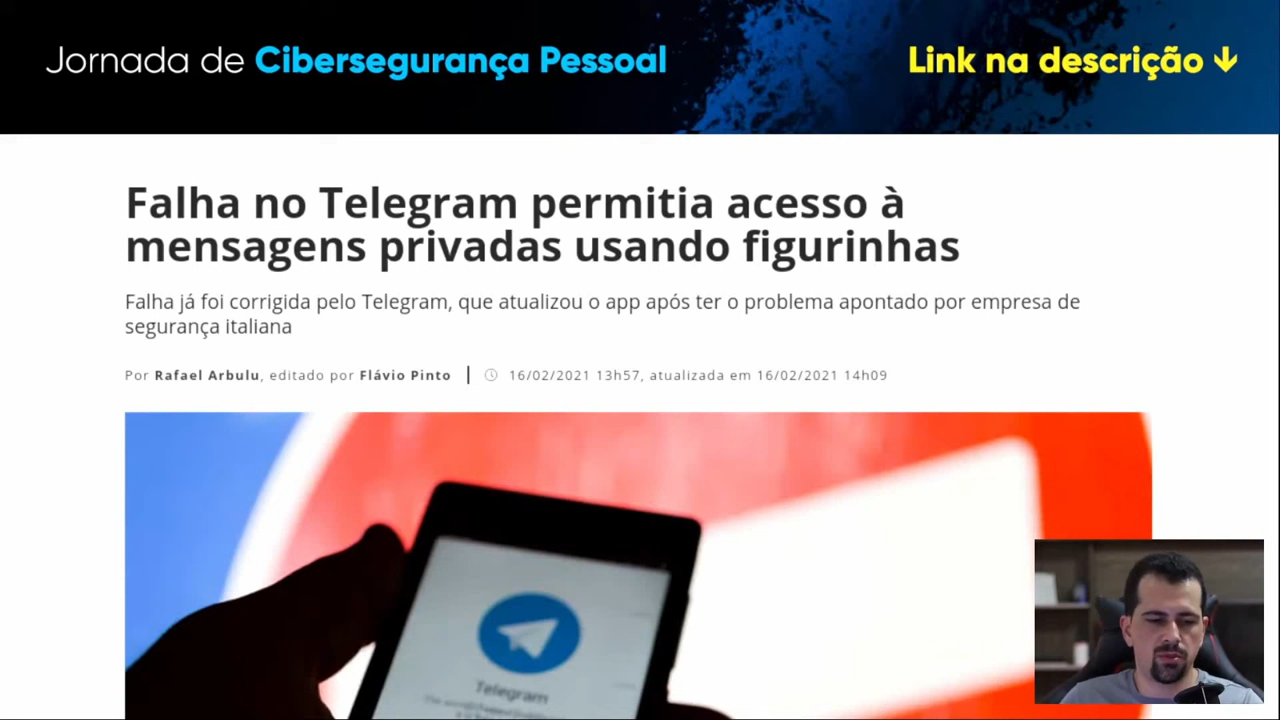 Jornada de Cibersegurança Pessoal
Link na descrição ↓
Falha no Telegram permitia acesso à
mensagens privadas usando figurinhas
Falha já foi corrigida pelo Telegram, que atualizou o app após ter o problema apontado por empresa de
segurança italiana
Por Rafael Arbulu, editado por Flávio Pinto | 16/02/2021 13h57, atualizada em 16/02/2021 14h09
Telegram